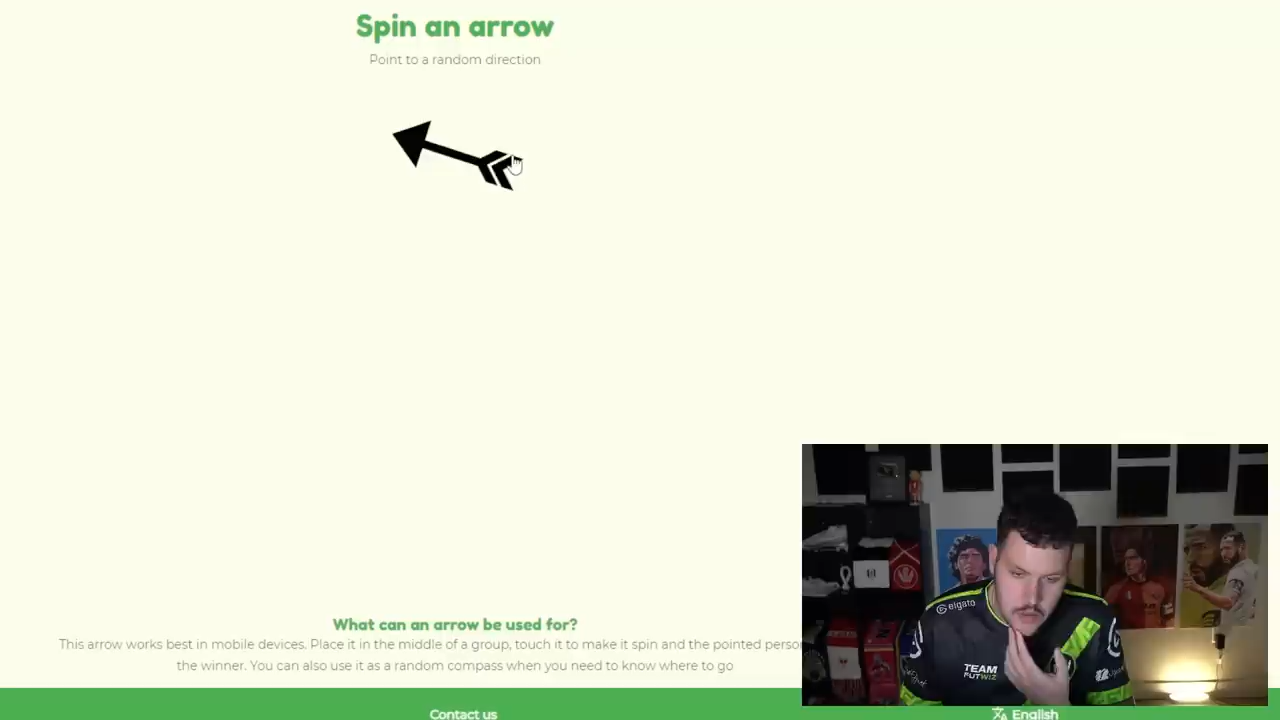 Spin an arrow
Point to a random direction
What can an arrow be used for?
This arrow works best in mobile devices. Place it in the middle of a group, touch it to make it spin and the pointed person
the winner. You can also use it as a random compass when you need to know where to go
Contact us
English
elgato
TEAM
FUTWIZ